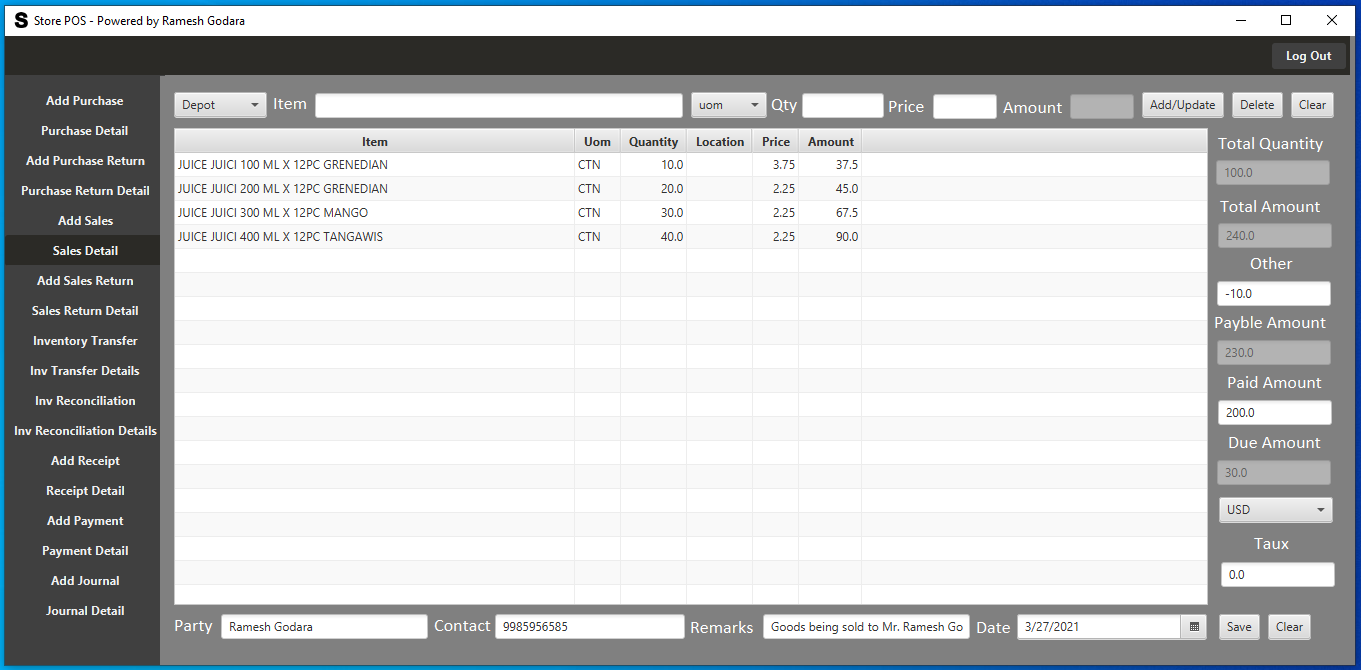 S Store POS - Powered by Ramesh Godara
Log Out
Add Purchase
Purchase Detail
Add Purchase Return
Purchase Return Detail
Add Sales
Sales Detail
Add Sales Return
Sales Return Detail
Inventory Transfer
Inv Transfer Details
Inv Reconciliation
Inv Reconciliation Details
Add Receipt
Receipt Detail
Add Payment
Payment Detail
Add Journal
Journal Detail
Depot Item uom Qty Price Amount Add/Update Delete Clear
Item Uom Quantity Location Price Amount
JUICE JUICI 100 ML X 12PC GRENEDIAN CTN 10.0 3.75 37.5
JUICE JUICI 200 ML X 12PC GRENEDIAN CTN 20.0 2.25 45.0
JUICE JUICI 300 ML X 12PC MANGO CTN 30.0 2.25 67.5
JUICE JUICI 400 ML X 12PC TANGAWIS CTN 40.0 2.25 90.0
Total Quantity
100.0
Total Amount
240.0
Other
-10.0
Payble Amount
230.0
Paid Amount
200.0
Due Amount
30.0
USD
Taux
0.0
Party Ramesh Godara Contact 9985956585 Remarks Goods being sold to Mr. Ramesh Go Date 3/27/2021 Save Clear